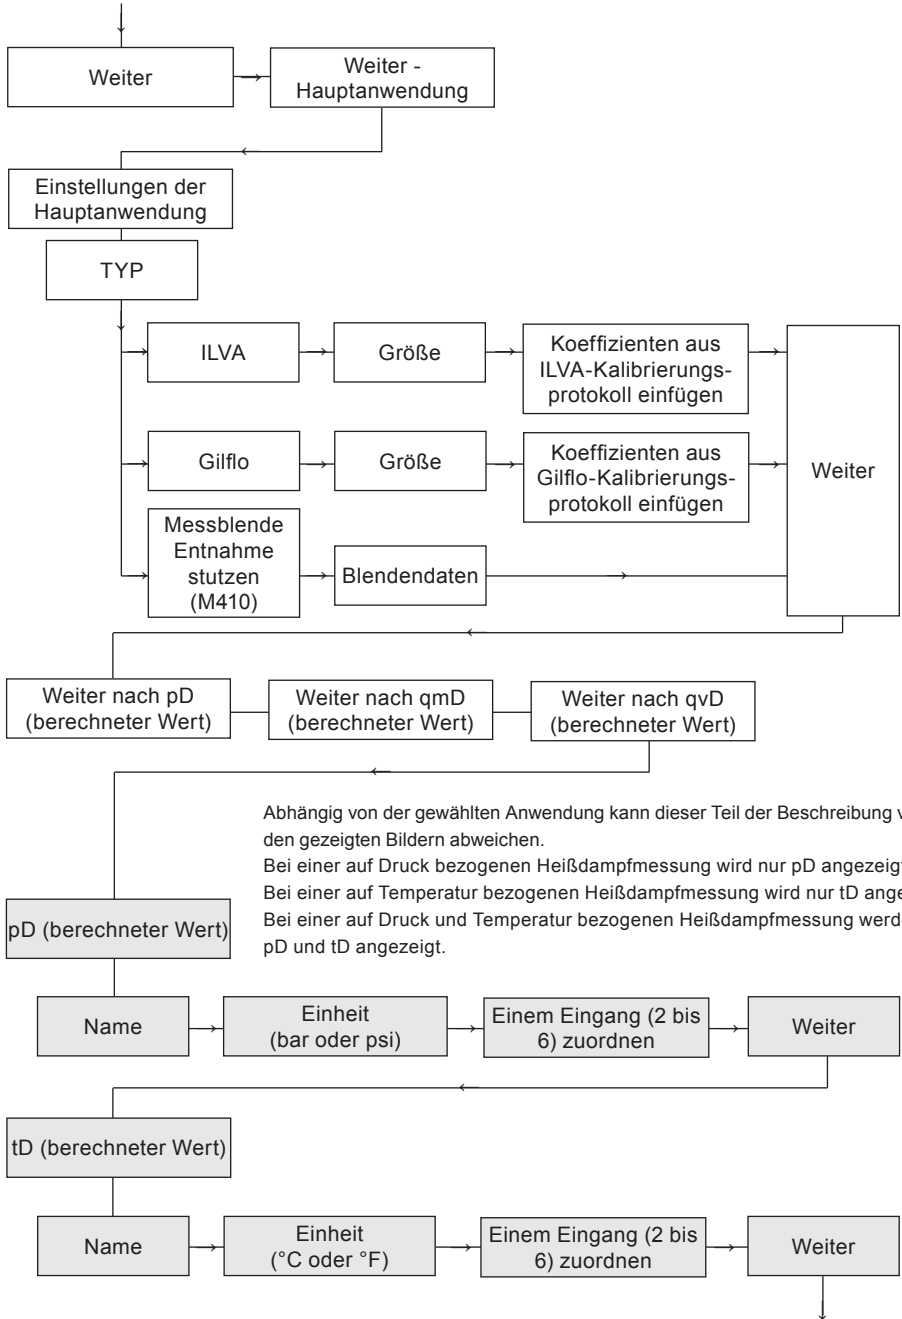 Weiter
Weiter -
Hauptanwendung
Einstellungen der
Hauptanwendung
TYP
ILVA
Größe
Koeffizienten aus
ILVA-Kalibrierungs-
protokoll einfügen
Gilflo
Größe
Koeffizienten aus
Gilflo-Kalibrierungs-
protokoll einfügen
Weiter
Messblende
Entnahme
stutzen
(M410)
Blendendaten
Weiter nach pD
(berechneter Wert)
Weiter nach qmD
(berechneter Wert)
Weiter nach qvD
(berechneter Wert)
Abhängig von der gewählten Anwendung kann dieser Teil der Beschreibung
den gezeigten Bildern abweichen.
Bei einer auf Druck bezogenen Heißdampfmessung wird nur pD angezeigt
Bei einer auf Temperatur bezogenen Heißdampfmessung wird nur tD ange
Bei einer auf Druck und Temperatur bezogenen Heißdampfmessung werd
pD und tD angezeigt.
pD (berechneter Wert)
Name
Einheit
(bar oder psi)
Einem Eingang (2 bis
6) zuordnen
Weiter
tD (berechneter Wert)
Name
Einheit
(°C oder °F)
Einem Eingang (2 bis
6) zuordnen
Weiter